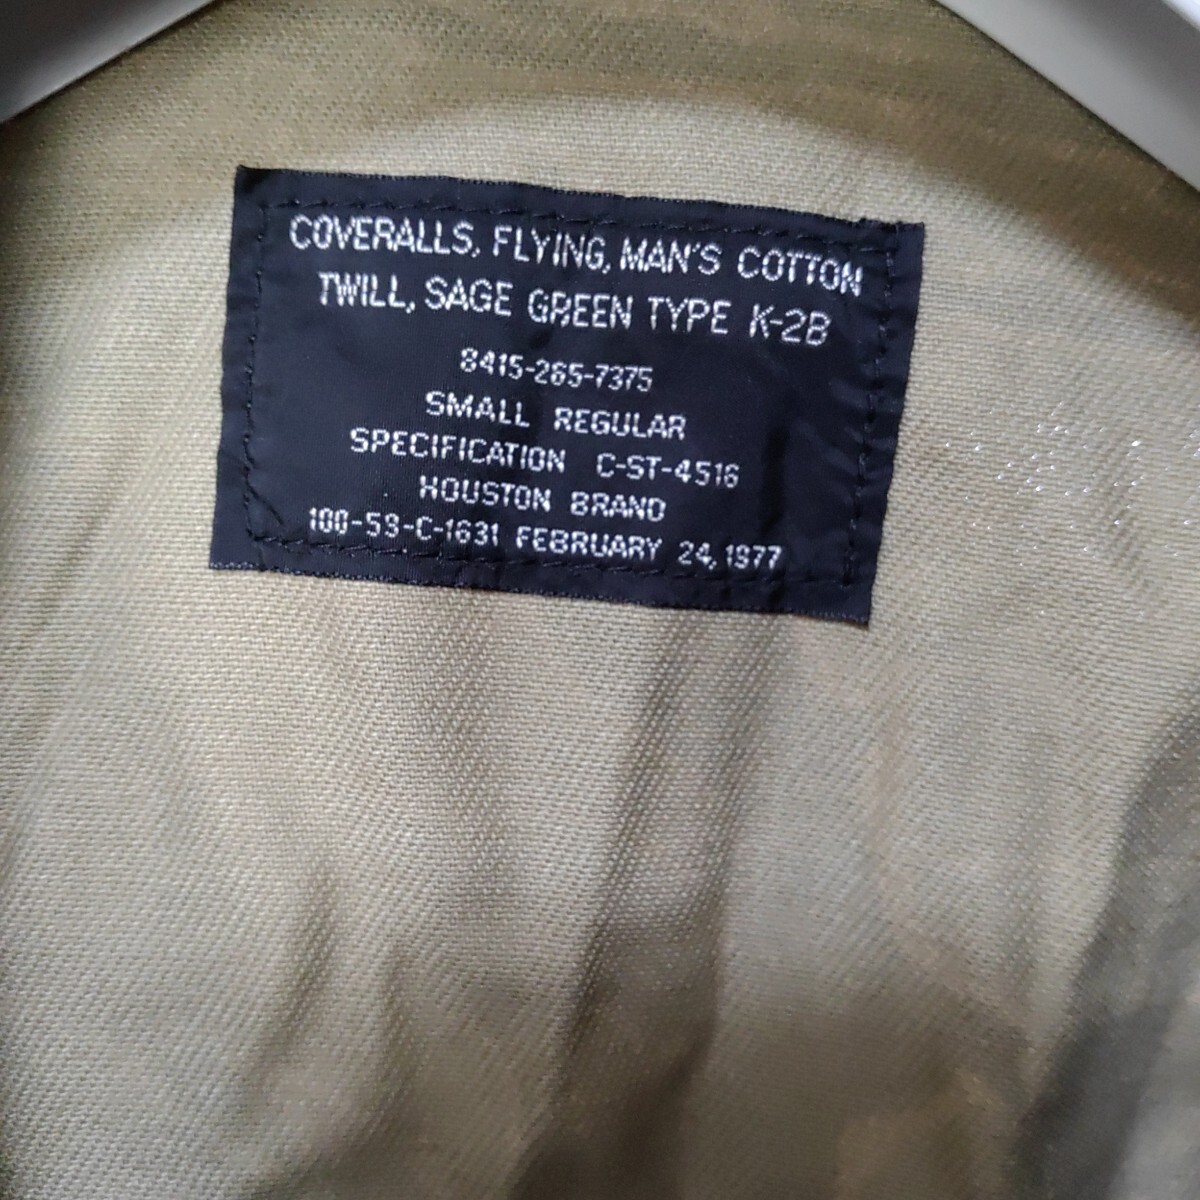 COVERALLS, FLYING, MAN'S COTTON
TWILL, SAGE GREEN TYPE K-2B
8415-265-7375
SMALL REGULAR
SPECIFICATION C-ST-4516
HOUSTON BRAND
100-59-C-1631 FEBRUARY 24, 1977